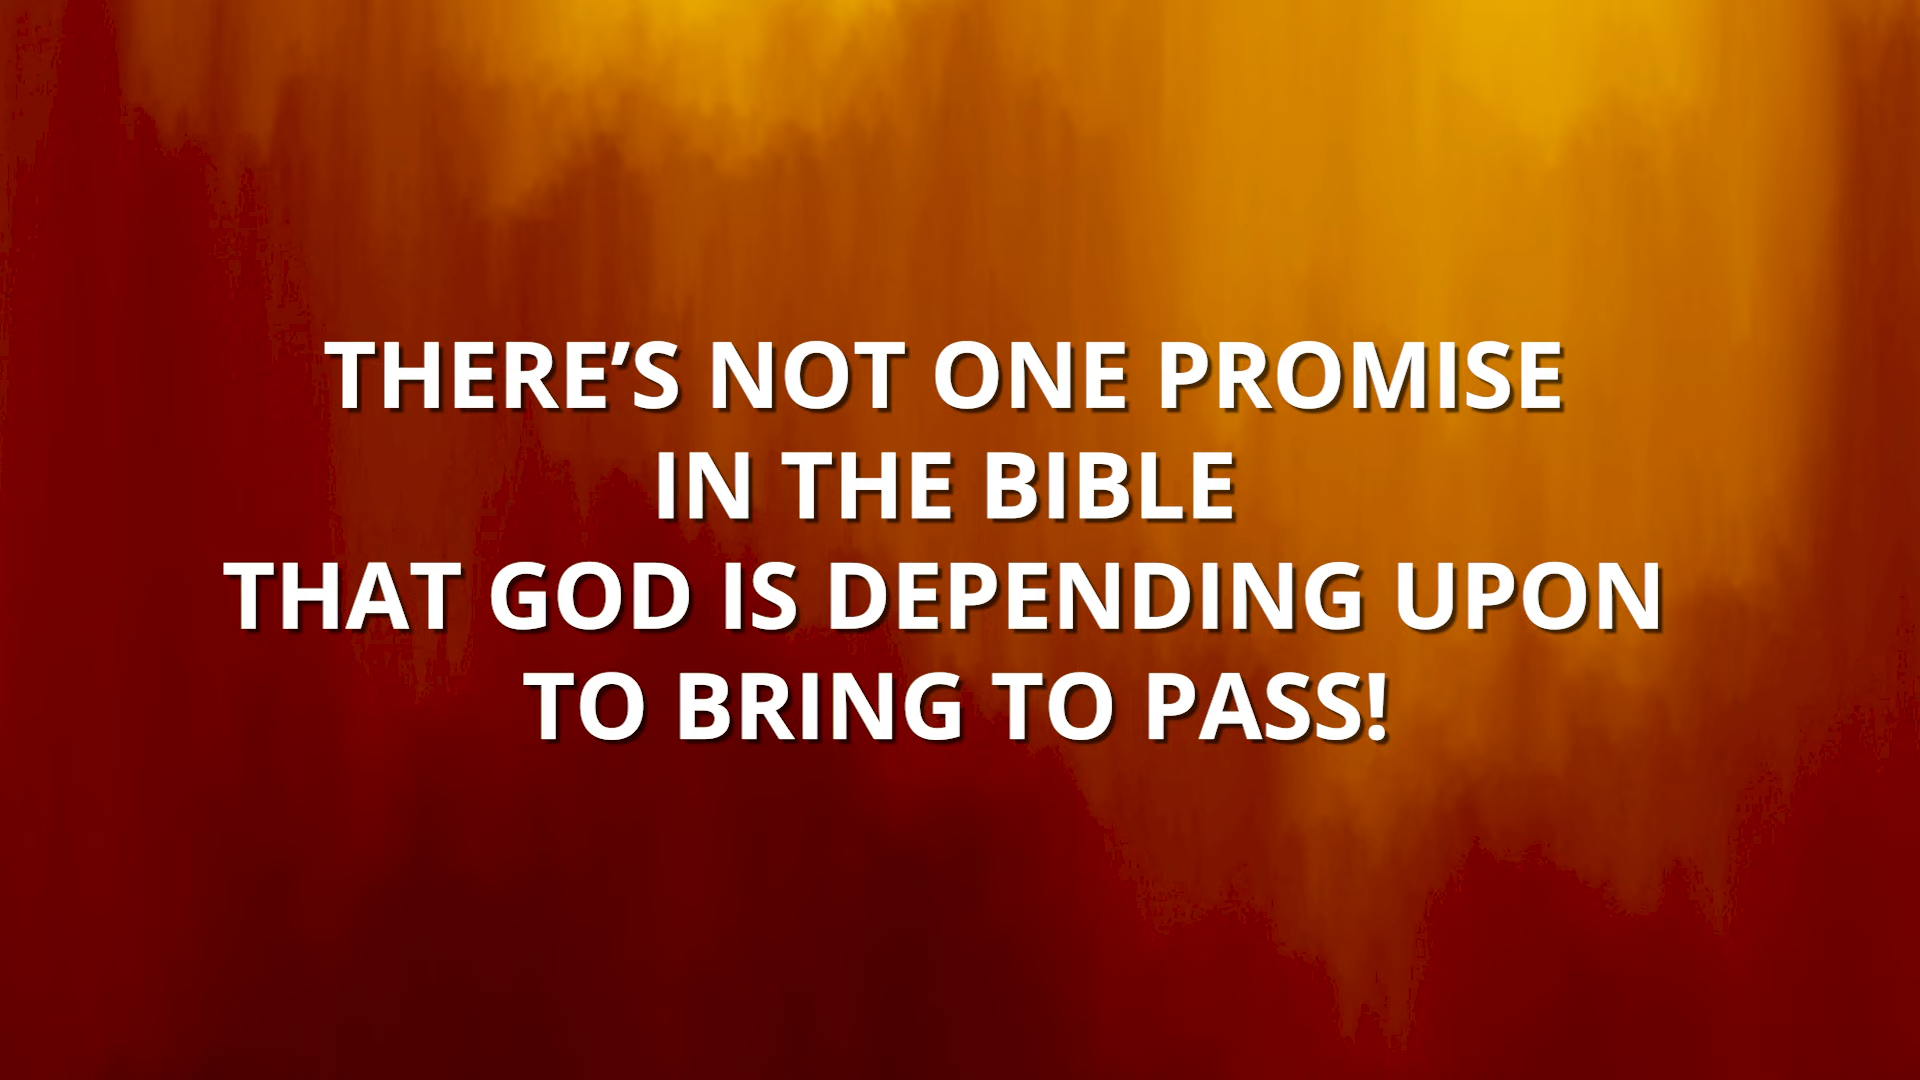 THERE’S NOT ONE PROMISE
IN THE BIBLE
THAT GOD IS DEPENDING UPON
TO BRING TO PASS!